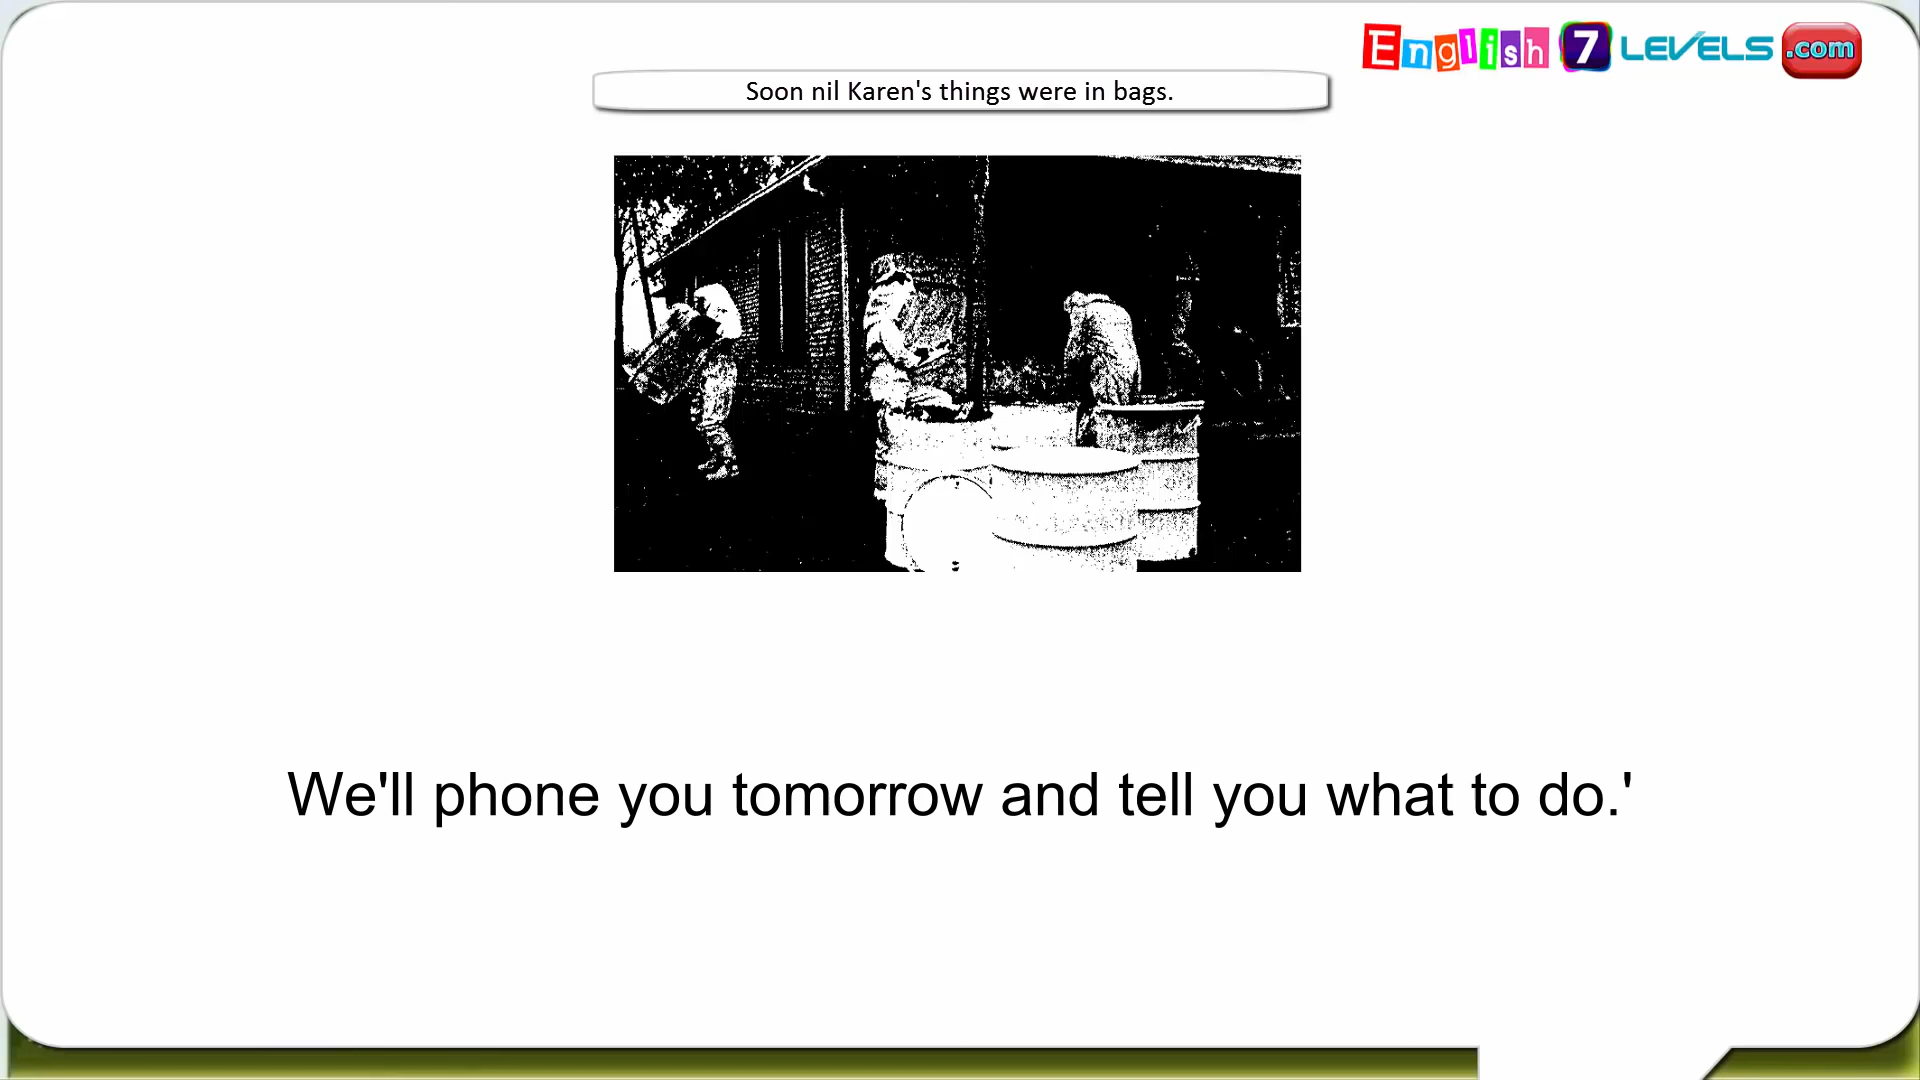 English 7 LEVELS .com
Soon nil Karen's things were in bags.
We'll phone you tomorrow and tell you what to do.'